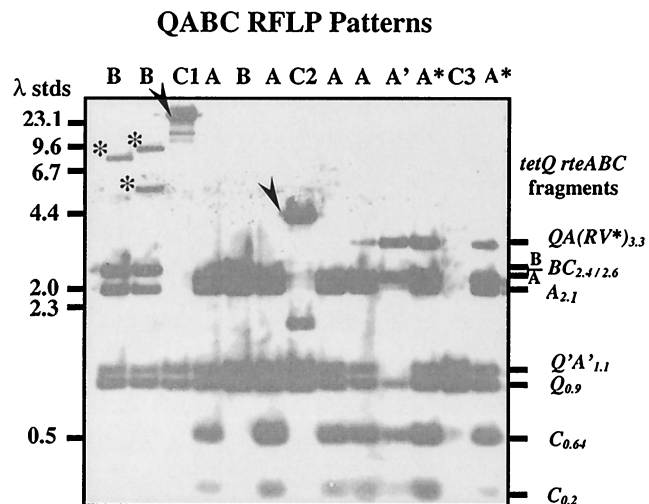 QABC RFLP Patterns
λ stds
B B C1 A B A C2 A A A' A* C3 A*
23.1
9.6
6.7
4.4
2.0
2.3
0.5
* * *
tetQ rteABC
fragments
QA(RV*)3.3
B
A
BC2.4/2.6
A2.1
Q'A'1.1
Q0.9
C0.64
C0.2